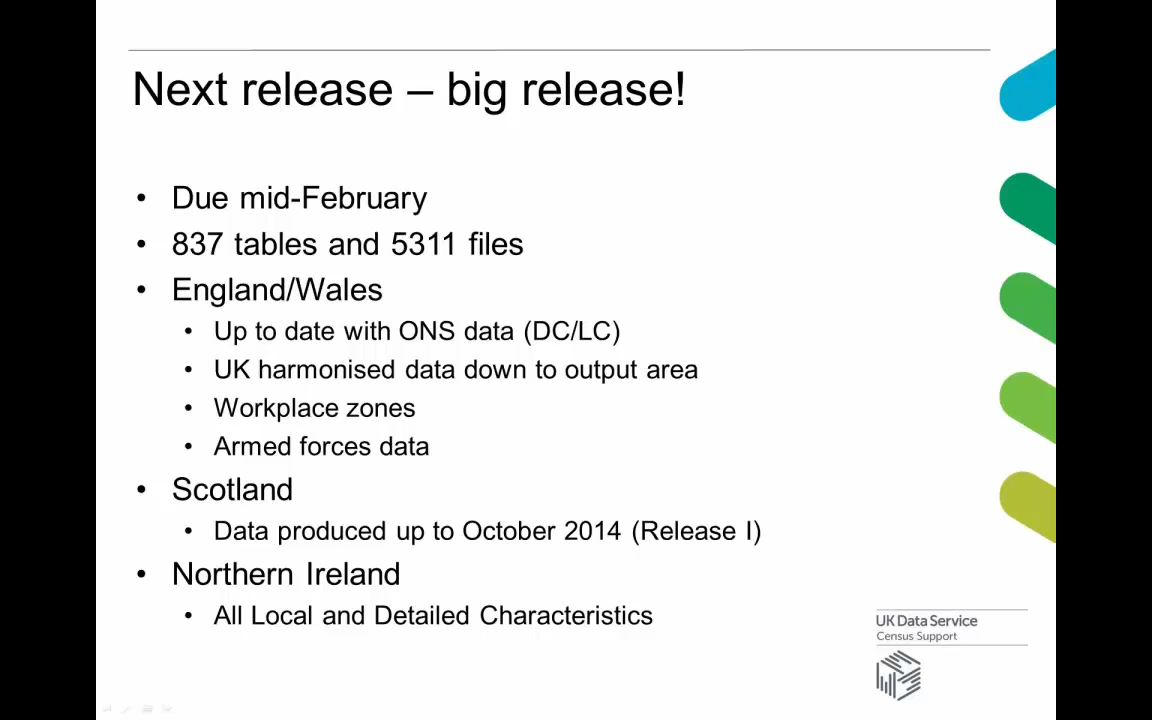 Next release – big release!
• Due mid-February
• 837 tables and 5311 files
• England/Wales
• Up to date with ONS data (DC/LC)
• UK harmonised data down to output area
• Workplace zones
• Armed forces data
• Scotland
• Data produced up to October 2014 (Release I)
• Northern Ireland
• All Local and Detailed Characteristics
UK Data Service
Census Support